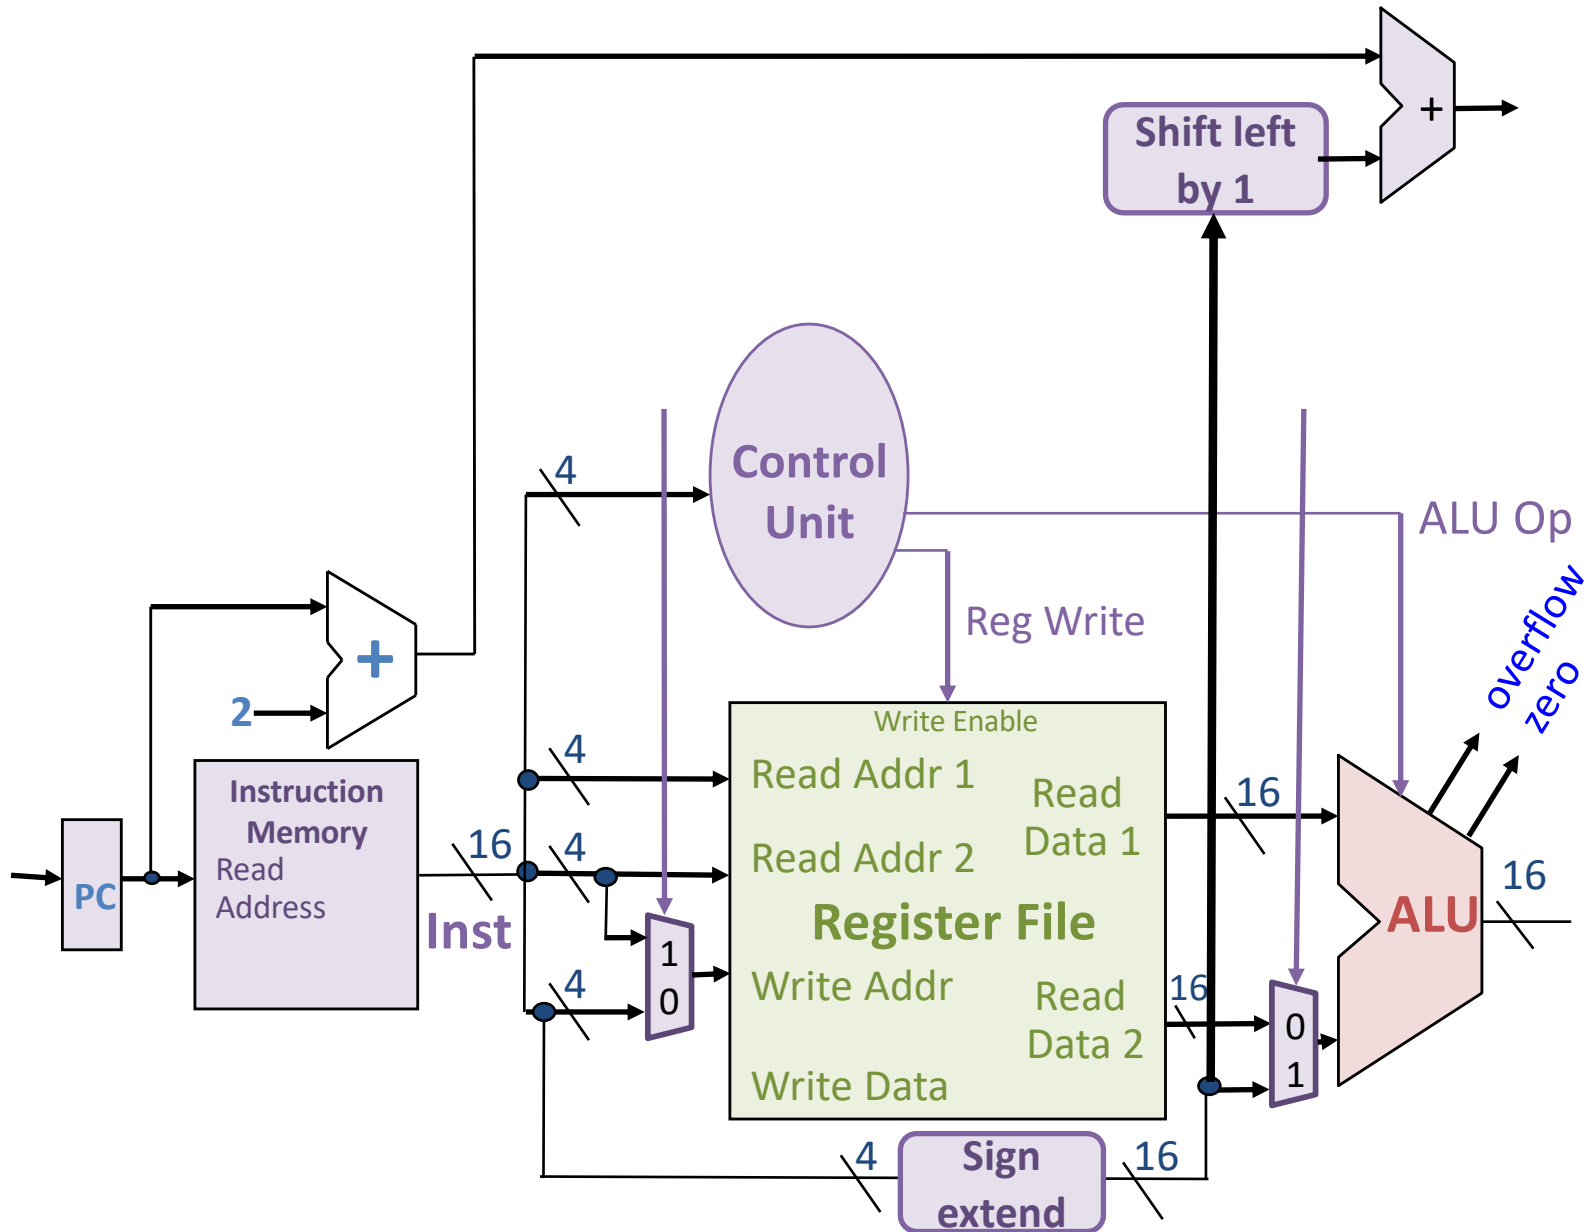 +
Shift left
by 1
4
Control
Unit
ALU Op
overflow
zero
Reg Write
+
2
Write Enable
Instruction
Memory
Read
Address
4
Read Addr 1
Read
Data 1
16
16
4
Read Addr 2
PC
Inst
Register File
ALU
16
1
0
4
Write Addr
Read
Data 2
16
0
1
Write Data
4
Sign
extend
16